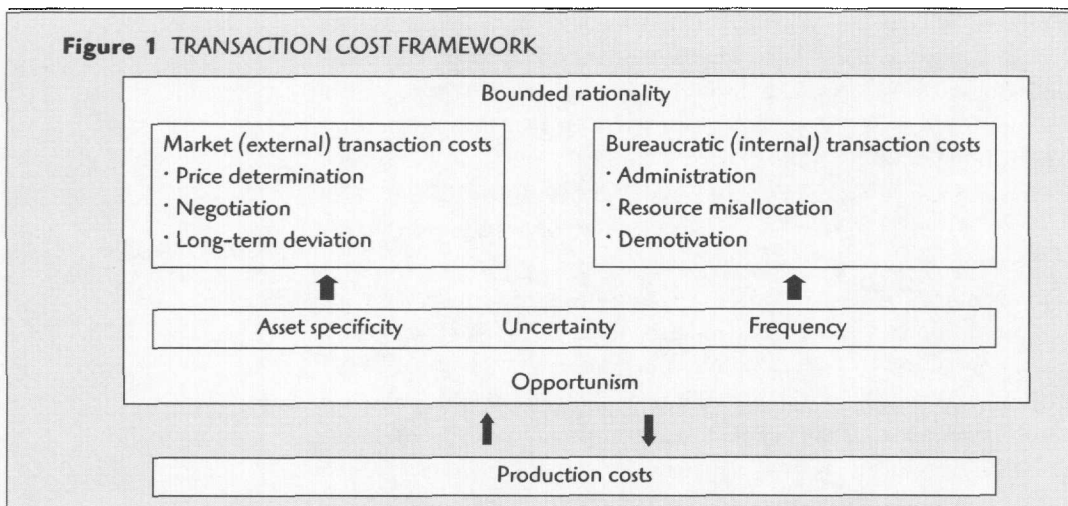 Figure 1 TRANSACTION COST FRAMEWORK
Bounded rationality
Market (external) transaction costs
· Price determination
· Negotiation
· Long-term deviation
Bureaucratic (internal) transaction costs
· Administration
· Resource misallocation
· Demotivation
Asset specificity Uncertainty Frequency
Opportunism
Production costs